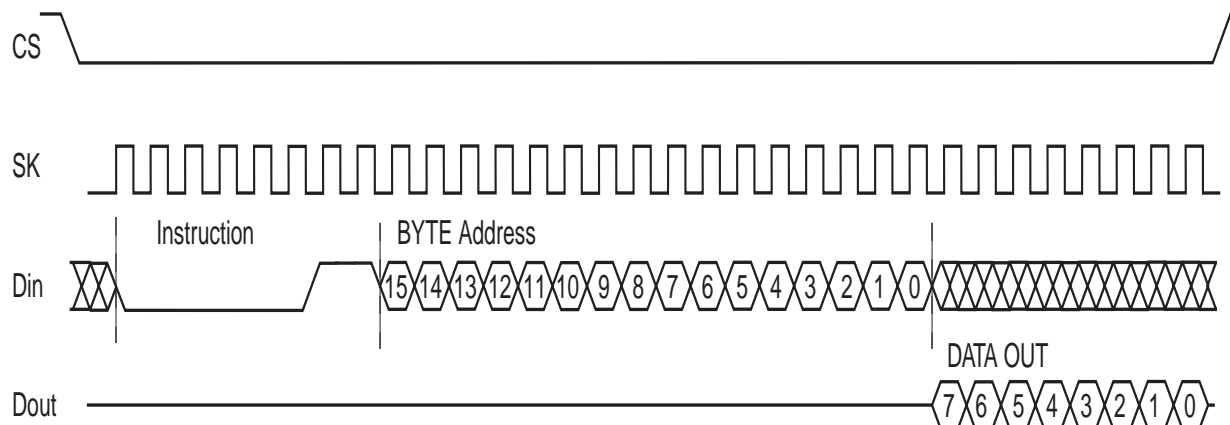 CS
SK
Instruction BYTE Address
Din 15 14 13 12 11 10 9 8 7 6 5 4 3 2 1 0
DATA OUT
Dout 7 6 5 4 3 2 1 0